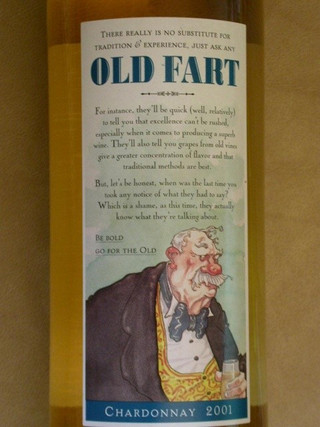 There really is no substitute for
tradition & experience, just ask any
OLD FART
For instance, they'll be quick (well, relatively)
to tell you that excellence can't be rushed,
especially when it comes to producing a superb
wine. They'll also tell you grapes from old vines
give a greater concentration of flavor and that
traditional methods are best.
But, let's be honest, when was the last time you
took any notice of what they had to say?
Which is a shame, as this time, they actually
know what they're talking about.
Be bold
go for the Old
Chardonnay 2001